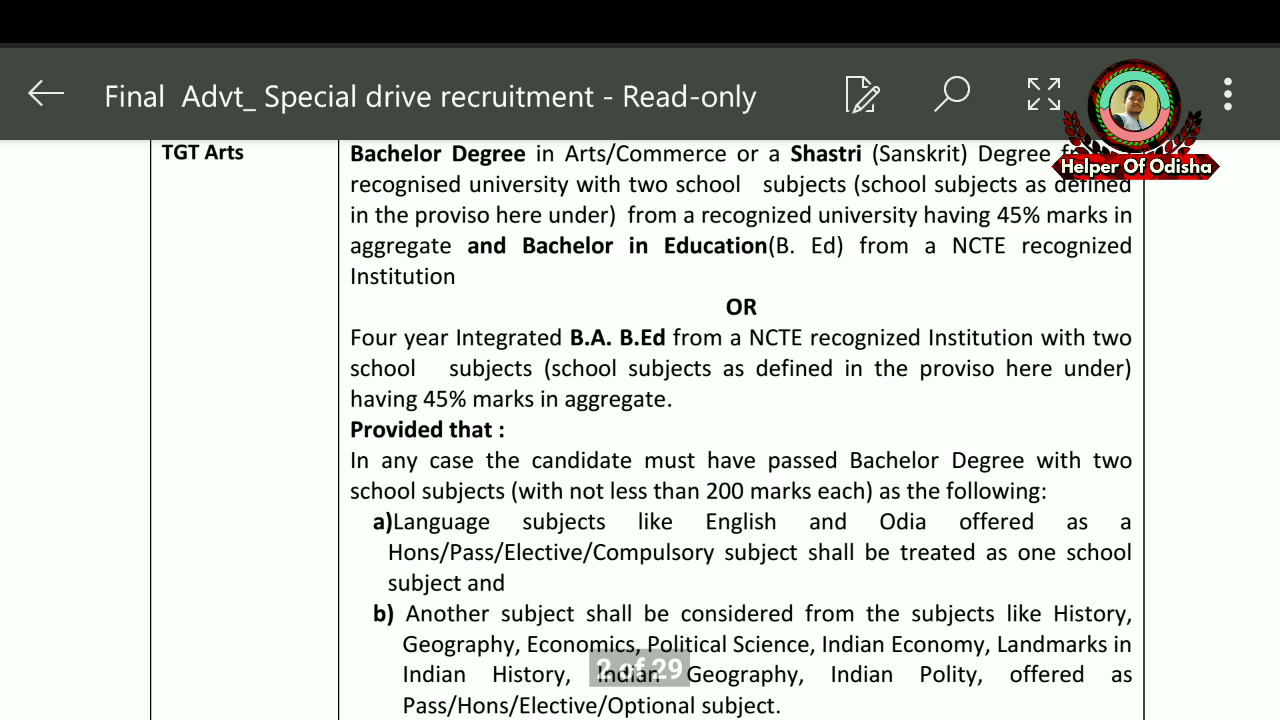 Final Advt_ Special drive recruitment - Read-only
Helper Of Odisha
TGT Arts
Bachelor Degree in Arts/Commerce or a Shastri (Sanskrit) Degree
recognised university with two school subjects (school subjects as defined
in the proviso here under) from a recognized university having 45% marks in
aggregate and Bachelor in Education(B. Ed) from a NCTE recognized
Institution
OR
Four year Integrated B.A. B.Ed from a NCTE recognized Institution with two
school subjects (school subjects as defined in the proviso here under)
having 45% marks in aggregate.
Provided that :
In any case the candidate must have passed Bachelor Degree with two
school subjects (with not less than 200 marks each) as the following:
a)Language subjects like English and Odia offered as a
Hons/Pass/Elective/Compulsory subject shall be treated as one school
subject and
b) Another subject shall be considered from the subjects like History,
Geography, Economics, Political Science, Indian Economy, Landmarks in
Indian History, Indian Geography, Indian Polity, offered as
Pass/Hons/Elective/Optional subject.
2 of 29